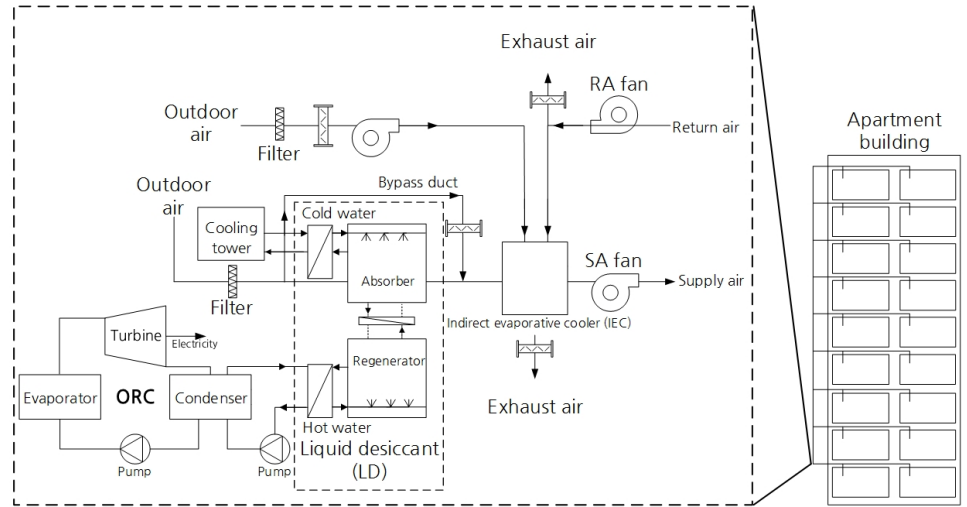 Exhaust air
RA fan
Outdoor
air
Filter
Return air
Apartment
building
Outdoor
air
Bypass duct
Cold water
Cooling
tower
Absorber
SA fan
Supply air
Filter
Indirect evaporative cooler (IEC)
Turbine
Electricity
Regenerator
Evaporator
ORC
Condenser
Exhaust air
Hot water
Pump
Pump
Liquid desiccant
(LD)